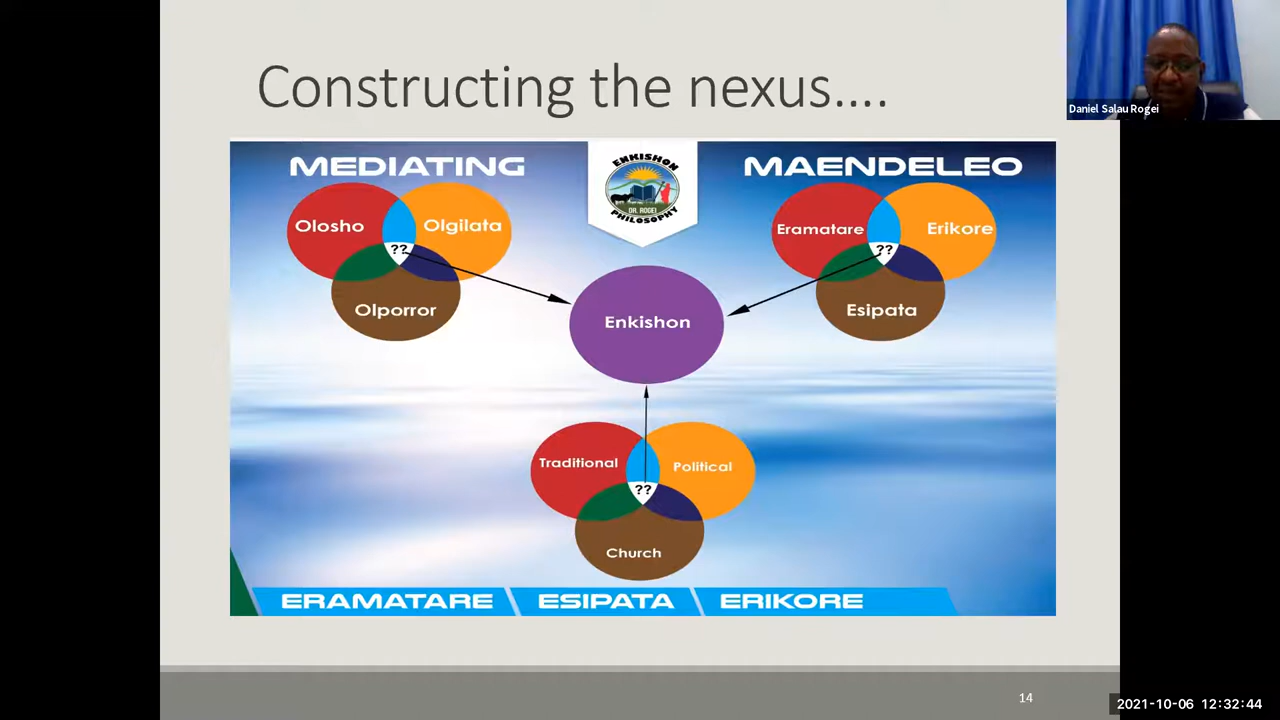 Constructing the nexus....
Daniel Salau Rogei
MEDIATING
MAENDELEO
ENKISHON
DR. ROGEI
PHILOSOPHY
Olosho
Olgilata
??
Olporror
Eramatare
Erikore
??
Esipata
Enkishon
Traditional
Political
??
Church
ERAMATARE
ESIPATA
ERIKORE
14
2021-10-06 12:32:44